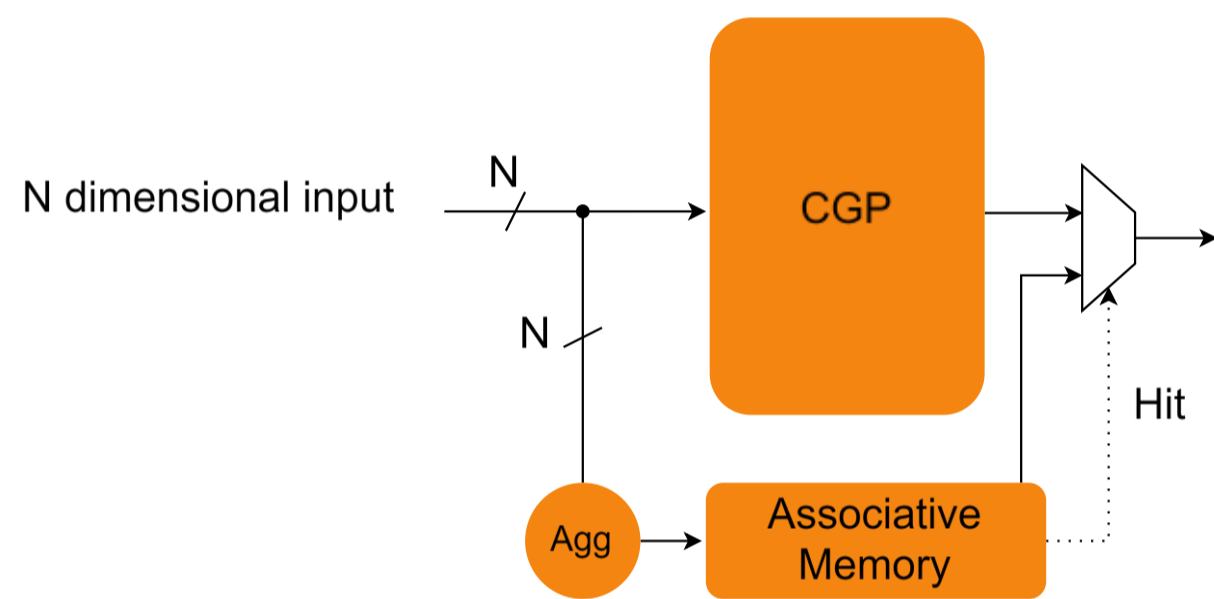 N
N dimensional input
CGP
N
Hit
Agg
Associative
Memory